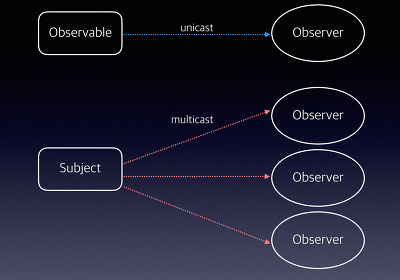 Observable
unicast
Observer
multicast
Observer
Subject
Observer
Observer